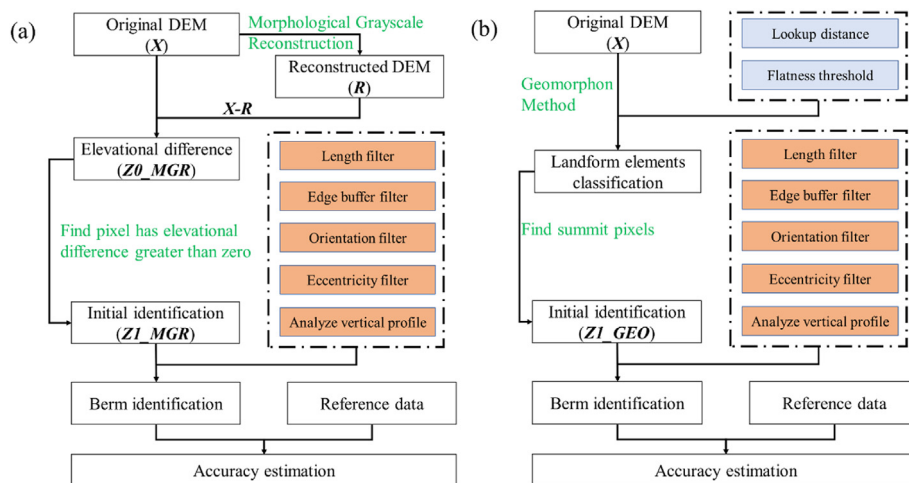 (a)
Original DEM
(X)
Morphological Grayscale
Reconstruction
Reconstructed DEM
(R)
X-R
Elevational difference
(Z0_MGR)
Find pixel has elevational
difference greater than zero
Initial identification
(Z1_MGR)
Length filter
Edge buffer filter
Orientation filter
Eccentricity filter
Analyze vertical profile
Berm identification
Reference data
Accuracy estimation
(b)
Original DEM
(X)
Lookup distance
Flatness threshold
Geomorphon
Method
Landform elements
classification
Find summit pixels
Initial identification
(Z1_GEO)
Length filter
Edge buffer filter
Orientation filter
Eccentricity filter
Analyze vertical profile
Berm identification
Reference data
Accuracy estimation